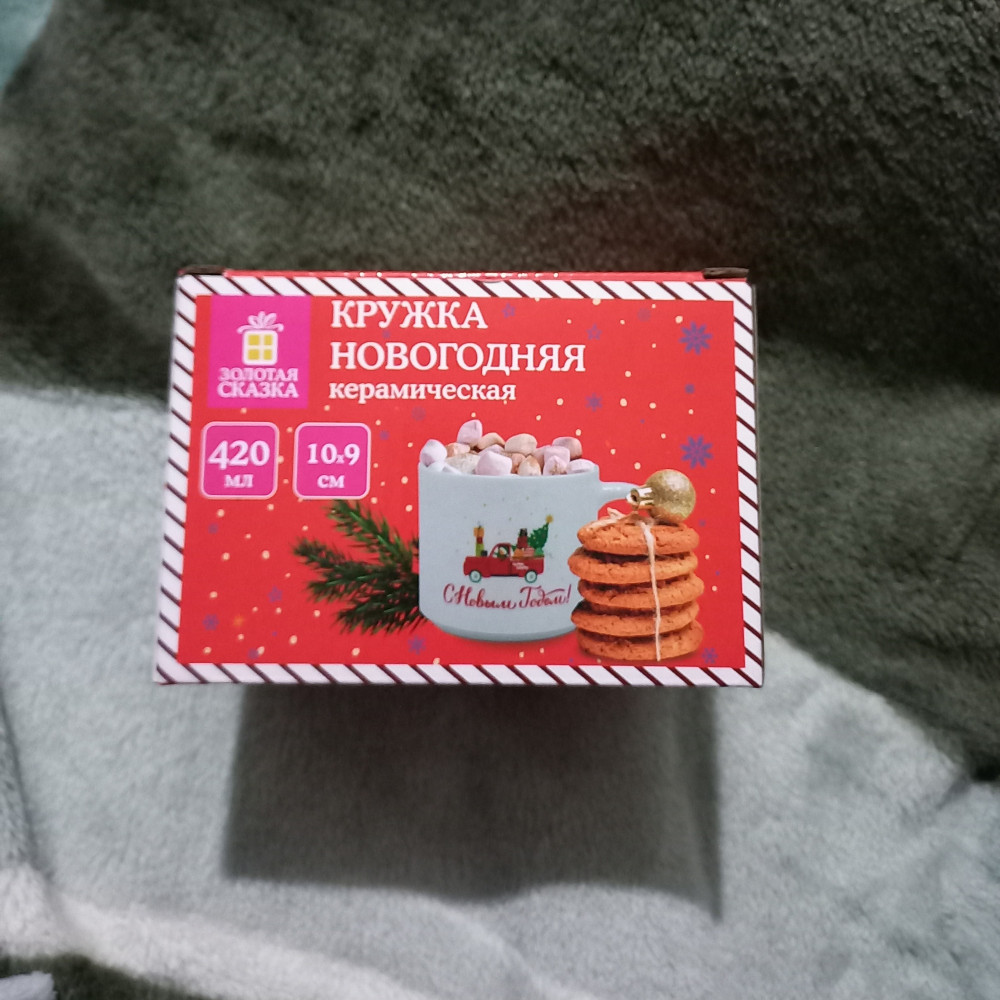 ЗОЛОТАЯ
СКАЗКА
КРУЖКА
НОВОГОДНЯЯ
керамическая
420
мл
10x9
см
С Новым Годом!